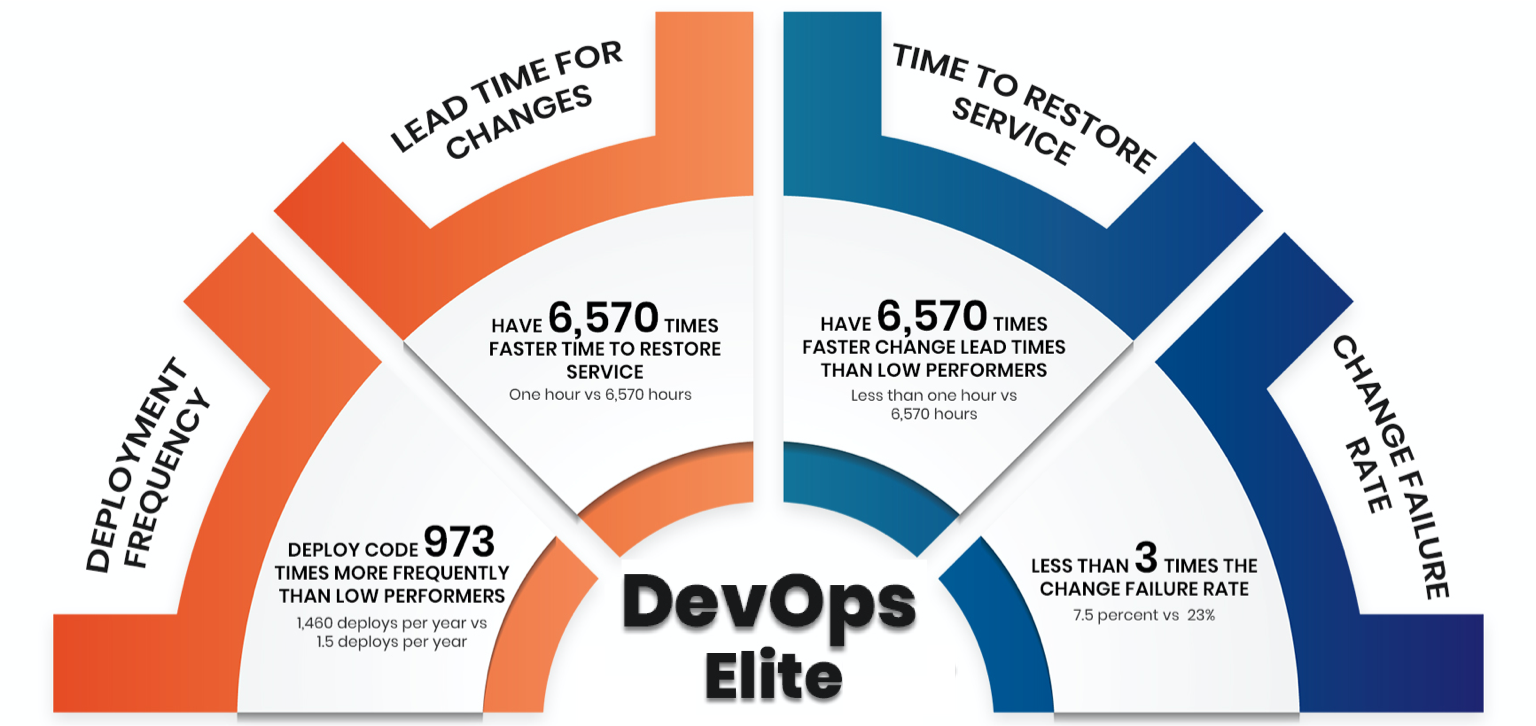 DEPLOYMENT
FREQUENCY
DEPLOY CODE 973
TIMES MORE FREQUENTLY
THAN LOW PERFORMERS
1,460 deploys per year vs
1.5 deploys per year
LEAD TIME FOR
CHANGES
HAVE 6,570 TIMES
FASTER TIME TO RESTORE
SERVICE
One hour vs 6,570 hours
TIME TO RESTORE
SERVICE
HAVE 6,570 TIMES
FASTER CHANGE LEAD TIMES
THAN LOW PERFORMERS
Less than one hour vs
6,570 hours
CHANGE FAILURE
RATE
LESS THAN 3 TIMES THE
CHANGE FAILURE RATE
7.5 percent vs 23%
DevOps
Elite